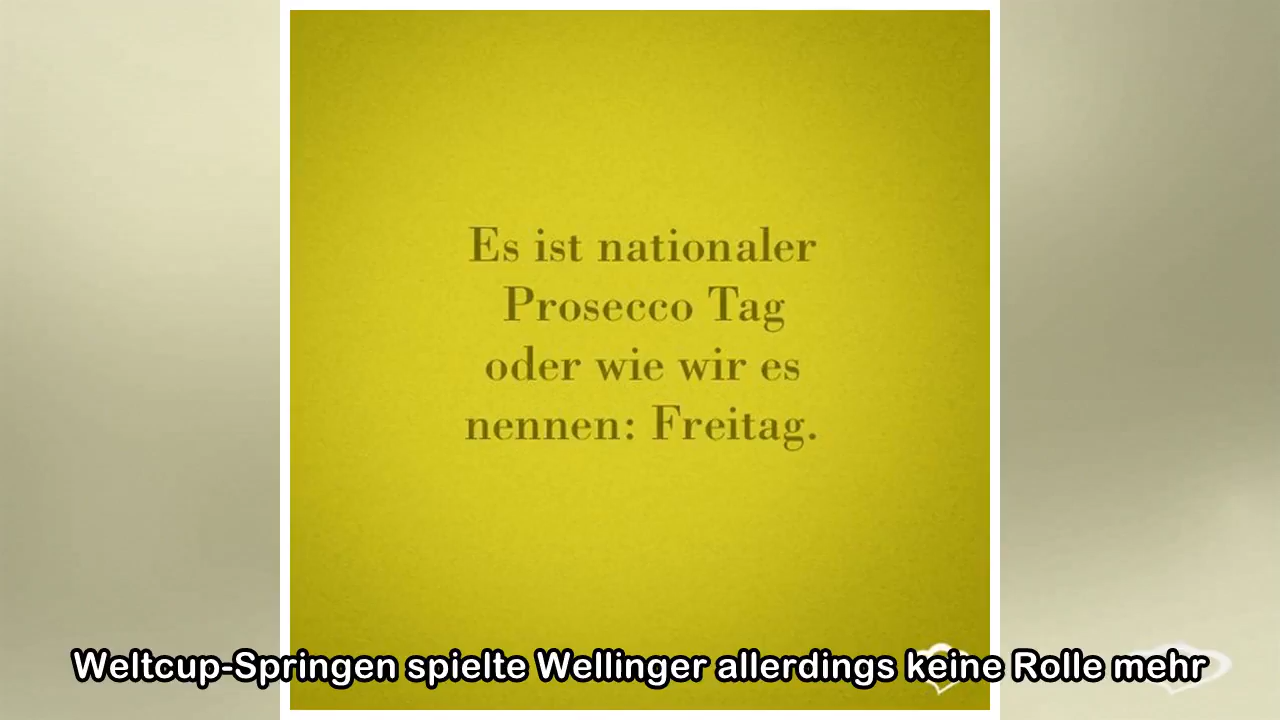 Es ist nationaler
Prosecco Tag
oder wie wir es
nennen: Freitag.
Weltcup-Springen spielte Wellinger allerdings keine Rolle mehr